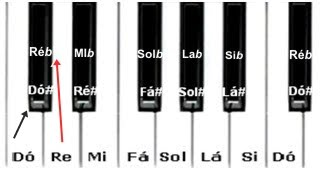 Réb MIb Solb Lab Sib Réb
Dó# Ré# Fá# Sol# Lá# Dó#
Dó Re Mi Fá Sol Lá Si Dó